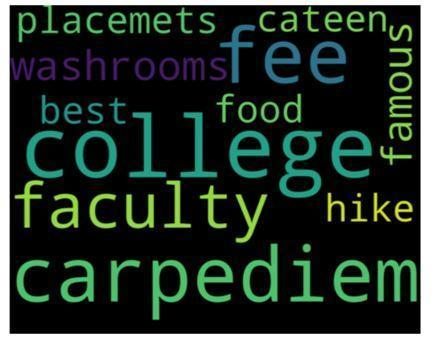 placemets cateen
washrooms fee
famous
best food
college
faculty hike
carpediem